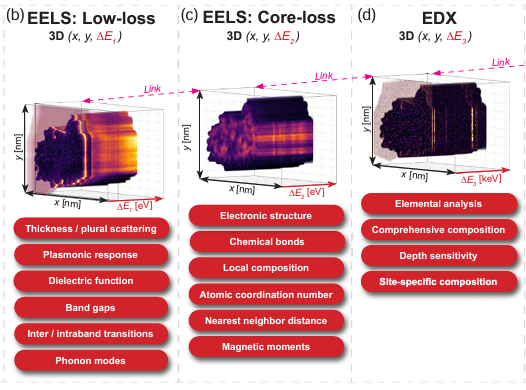 (b) EELS: Low-loss
3D (x, y, ΔE₁)
Link
y [nm]
x [nm]
ΔE₁ [eV]
Thickness / plural scattering
Plasmonic response
Dielectric function
Band gaps
Inter / intraband transitions
Phonon modes
(c) EELS: Core-loss
3D (x, y, ΔE₂)
Link
y [nm]
x [nm]
ΔE₂ [eV]
Electronic structure
Chemical bonds
Local composition
Atomic coordination number
Nearest neighbor distance
Magnetic moments
(d) EDX
3D (x, y, ΔE₃)
Link
y [nm]
x [nm]
ΔE₃ [keV]
Elemental analysis
Comprehensive composition
Depth sensitivity
Site-specific composition